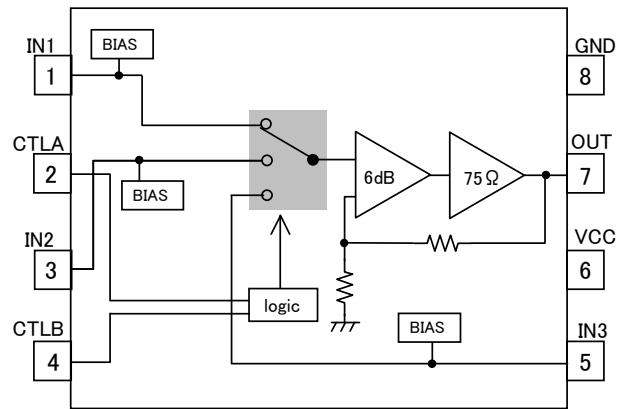 IN1
1
BIAS
GND
8
CTLA
2
BIAS
6dB
75Ω
OUT
7
IN2
3
VCC
6
logic
CTLB
4
BIAS
IN3
5